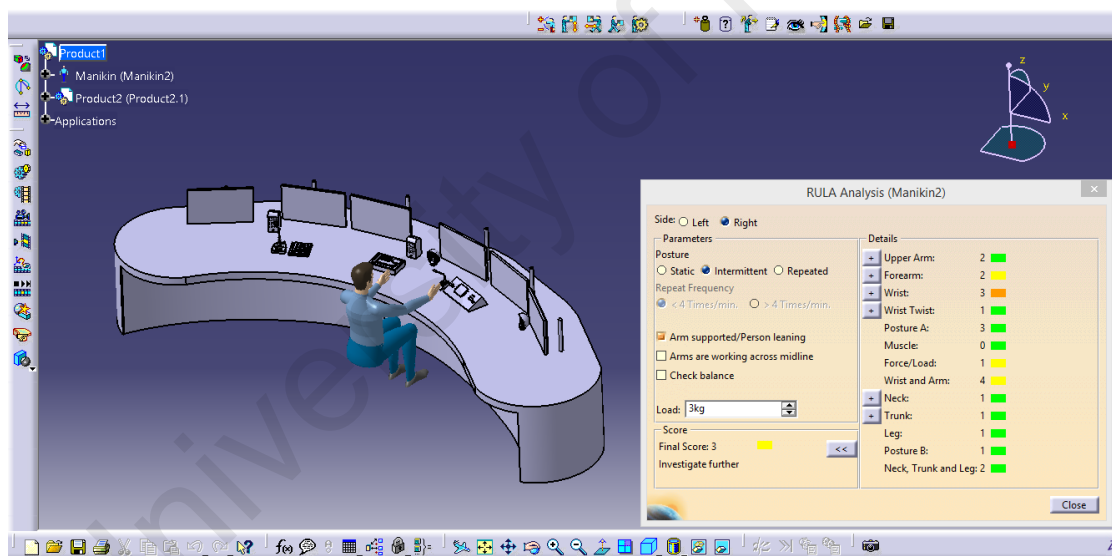 Product1
Manikin (Manikin2)
Product2 (Product2.1)
Applications
z
y
x
RULA Analysis (Manikin2)
Side: Left Right
Parameters
Posture
Static Intermittent Repeated
Repeat Frequency
< 4 Times/min. > 4 Times/min.
Arm supported/Person leaning
Arms are working across midline
Check balance
Load: 3kg
Score
Final Score: 3
<<
Investigate further
Details
+ Upper Arm: 2
+ Forearm: 2
+ Wrist: 3
+ Wrist Twist: 1
Posture A: 3
Muscle: 0
Force/Load: 1
Wrist and Arm: 4
+ Neck: 1
+ Trunk: 1
Leg: 1
Posture B: 1
Neck, Trunk and Leg: 2
Close
f(x)
University of